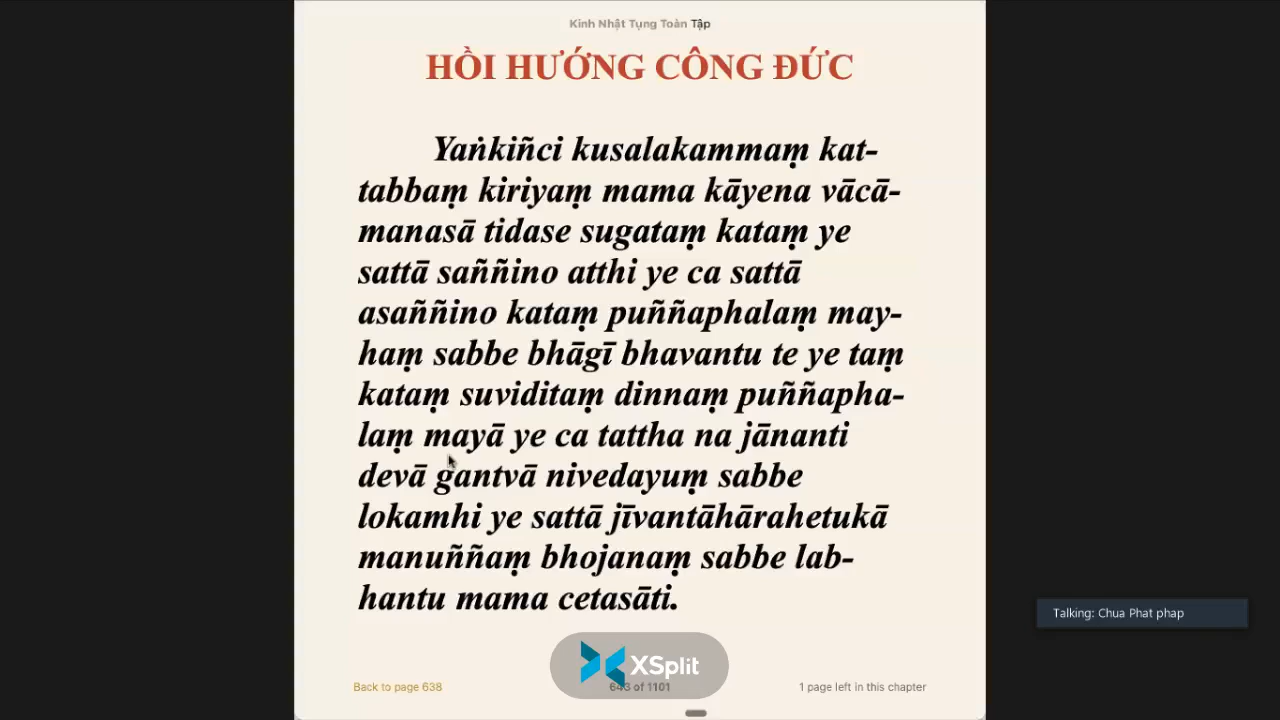 Kinh Nhật Tụng Toàn Tập
HỒI HƯỚNG CÔNG ĐỨC
Yaṅkiñci kusalakammaṃ kat-
tabbaṃ kiriyaṃ mama kāyena vācā-
manasā tidase sugataṃ kataṃ ye
sattā saññino atthi ye ca sattā
asaññino kataṃ puññaphalaṃ may-
haṃ sabbe bhāgī bhavantu te ye taṃ
kataṃ suviditaṃ dinnaṃ puññapha-
laṃ mayā ye ca tattha na jānanti
devā gantvā nivedayuṃ sabbe
lokamhi ye sattā jīvantāhārahetukā
manuññaṃ bhojanaṃ sabbe lab-
hantu mama cetasāti.
Talking: Chua Phat phap
XSplit
Back to page 638
643 of 1101
1 page left in this chapter